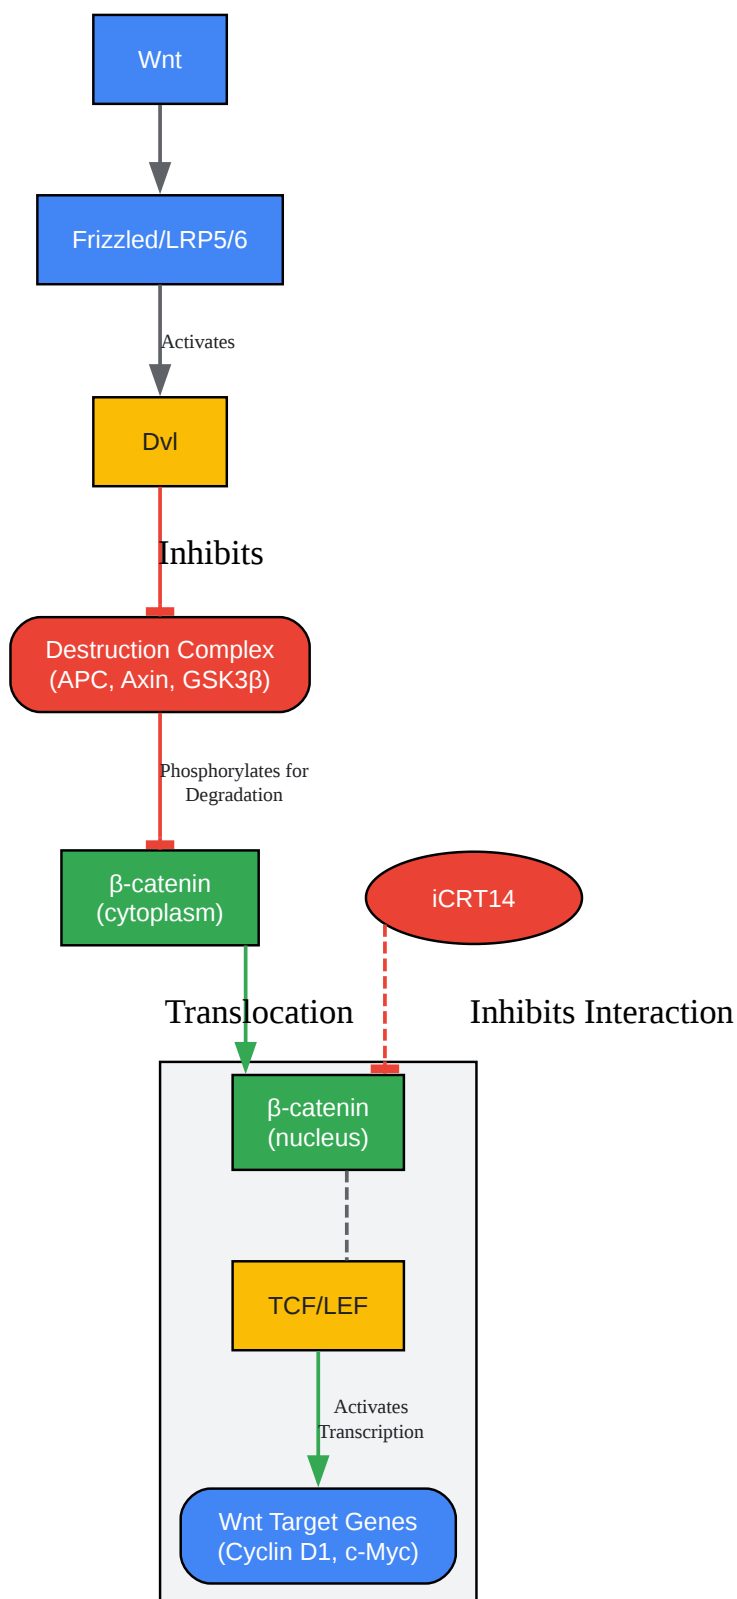 Wnt
Frizzled/LRP5/6
Activates
Dvl
Inhibits
Destruction Complex
(APC, Axin, GSK3β)
Phosphorylates for
Degradation
β-catenin
(cytoplasm)
iCRT14
Translocation
Inhibits Interaction
β-catenin
(nucleus)
TCF/LEF
Activates
Transcription
Wnt Target Genes
(Cyclin D1, c-Myc)